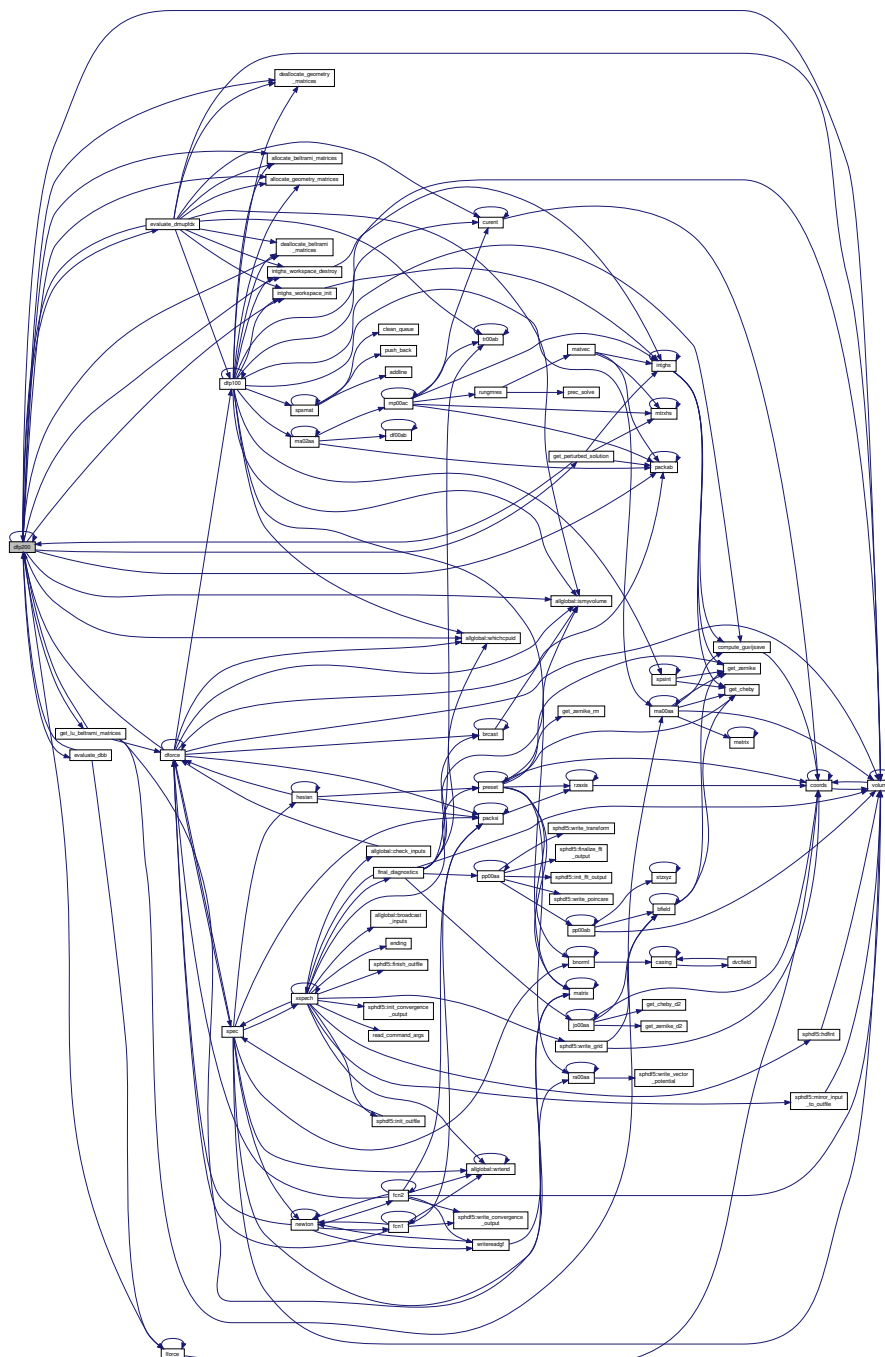 deallocate_geometry
_matrices
allocate_beltrami_matrices
allocate_geometry_matrices
evaluate_dmupfdx
curent
deallocate_beltrami
_matrices
intghs_workspace_destroy
intghs_workspace_init
clean_queue
push_back
tr00ab
mstvec
addline
intghs
dfp100
rungmres
prec_solve
mp00ac
spsmat
mtrxhs
df00ab
ma02aa
get_perturbed_solution
packab
dfp200
allglobal::ismyvolume
allglobal::whichcpuid
compute_guvijsave
get_zernike
spsint
get_cheby
get_zernike_rm
ma00aa
get_lu_beltrami_matrices
brcast
metrix
evaluate_dbb
dforce
preset
rzaxis
coords
volume
hesian
packxi
sphdf5::write_transform
sphdf5::finalize_flt
_output
allglobal::check_inputs
final_diagnostics
pp00aa
sphdf5::init_flt_output
stzxyz
sphdf5::write_poincare
bfield
allglobal::broadcast
_inputs
pp00ab
ending
sphdf5::finish_outfile
bnorml
casing
dvcfield
matrix
xspech
sphdf5::init_convergence
_output
get_cheby_d2
jo00aa
get_zernike_d2
spec
read_command_args
sphdf5::hdfint
sphdf5::write_grid
ra00aa
sphdf5::write_vector
_potential
sphdf5::mirror_input
_to_outfile
sphdf5::init_outfile
allglobal::wrtend
fcn2
sphdf5::write_convergence
_output
newton
fcn1
writereadgf
lforce